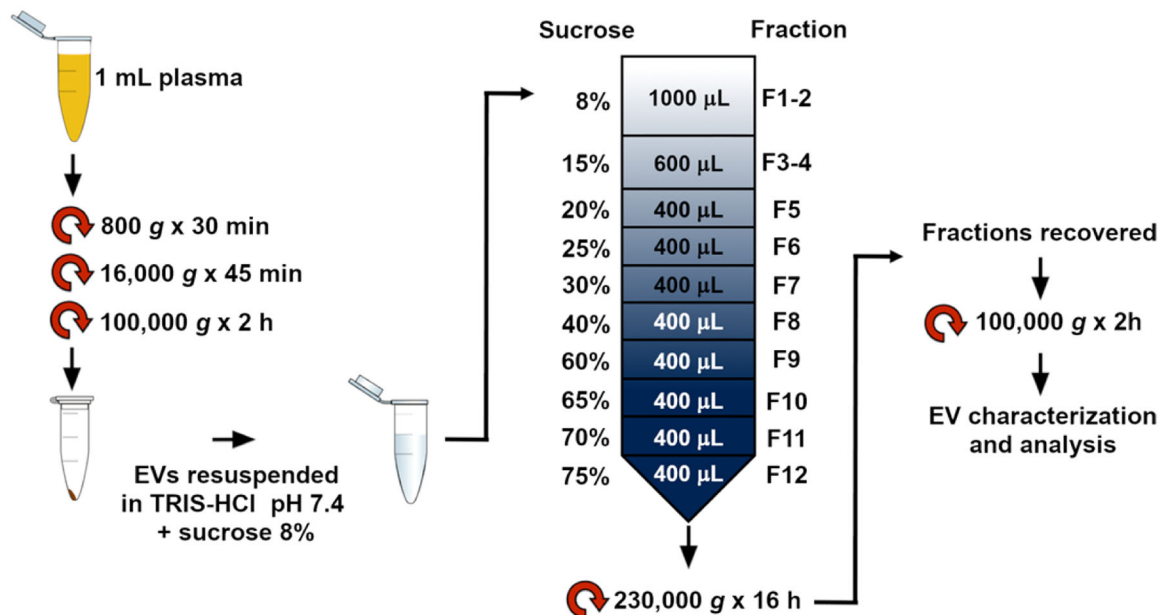 1 mL plasma
800 g x 30 min
16,000 g x 45 min
100,000 g x 2 h
EVs resuspended
in TRIS-HCl pH 7.4
+ sucrose 8%
Sucrose Fraction
8% 1000 µL F1-2
15% 600 µL F3-4
20% 400 µL F5
25% 400 µL F6
30% 400 µL F7
40% 400 µL F8
60% 400 µL F9
65% 400 µL F10
70% 400 µL F11
75% 400 µL F12
230,000 g x 16 h
Fractions recovered
100,000 g x 2h
EV characterization
and analysis